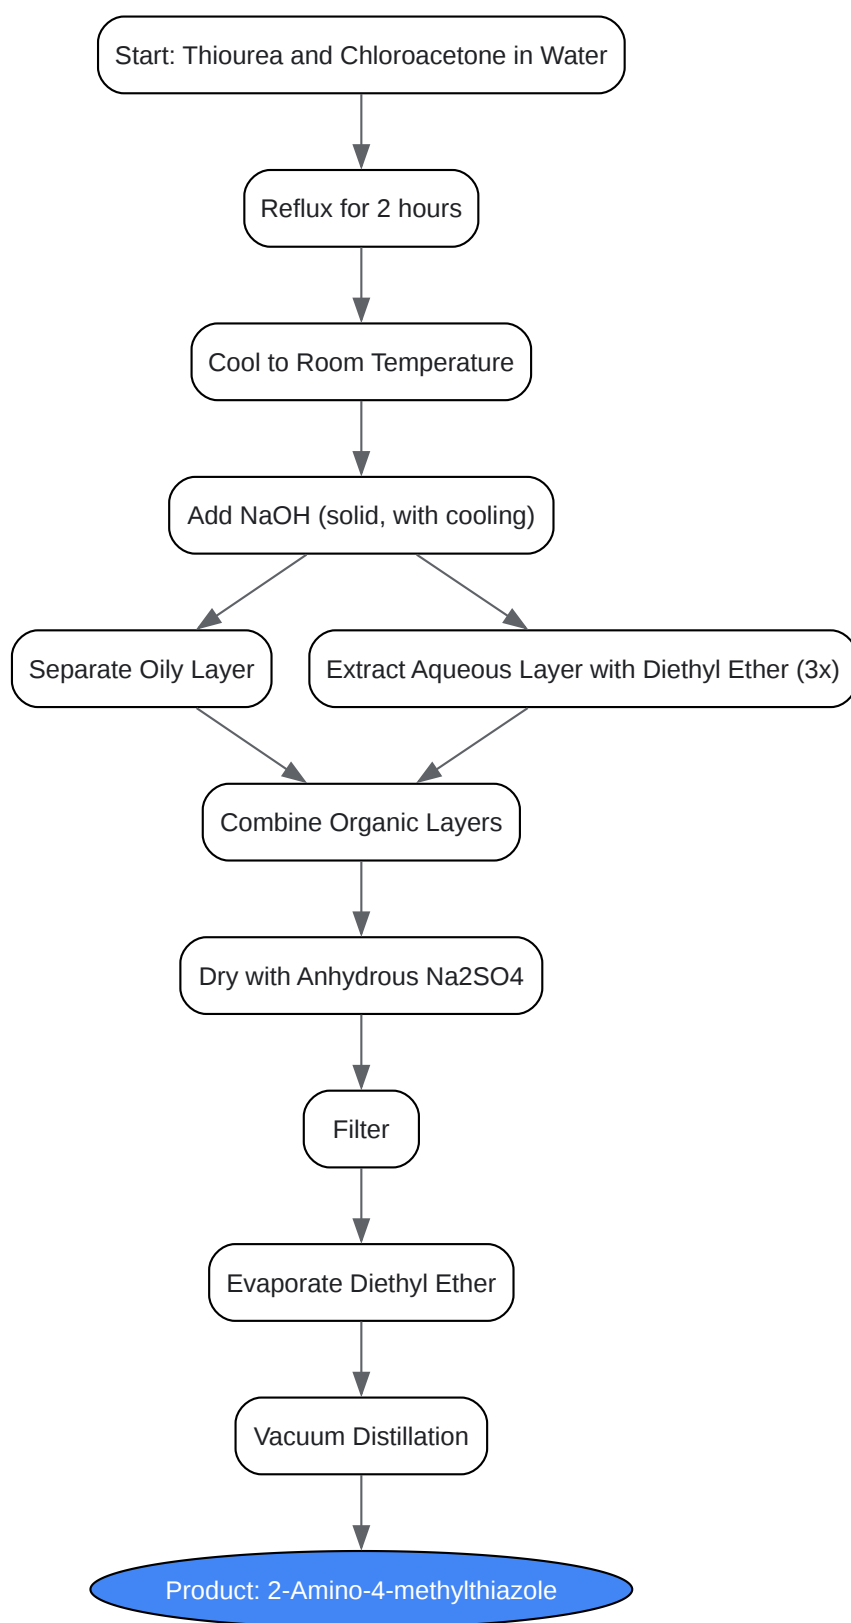 Start: Thiourea and Chloroacetone in Water
Reflux for 2 hours
Cool to Room Temperature
Add NaOH (solid, with cooling)
Separate Oily Layer
Extract Aqueous Layer with Diethyl Ether (3x)
Combine Organic Layers
Dry with Anhydrous Na2SO4
Filter
Evaporate Diethyl Ether
Vacuum Distillation
Product: 2-Amino-4-methylthiazole